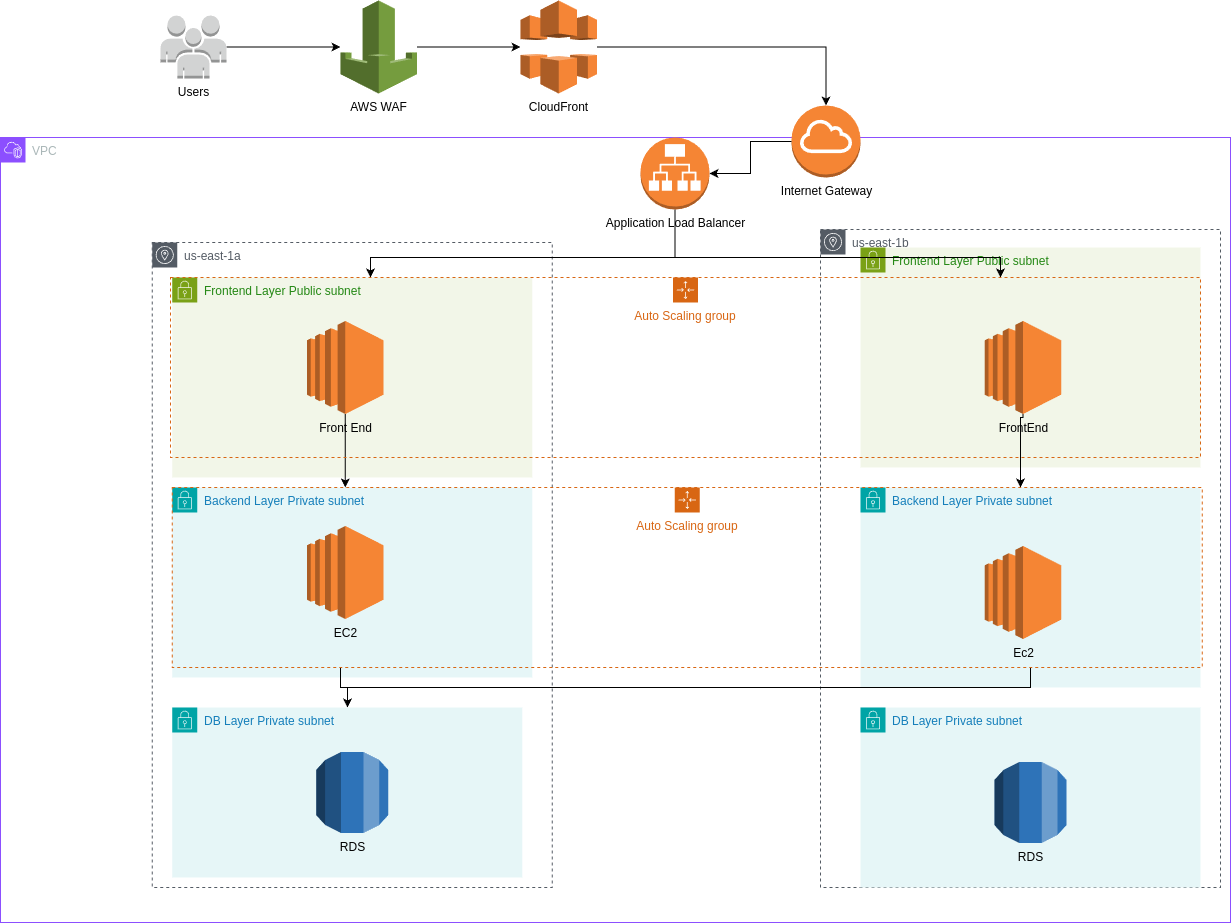 Users
AWS WAF
CloudFront
VPC
Internet Gateway
Application Load Balancer
us-east-1a
us-east-1b
Frontend Layer Public subnet
Frontend Layer Public subnet
Auto Scaling group
Front End
FrontEnd
Backend Layer Private subnet
Backend Layer Private subnet
Auto Scaling group
EC2
Ec2
DB Layer Private subnet
DB Layer Private subnet
RDS
RDS